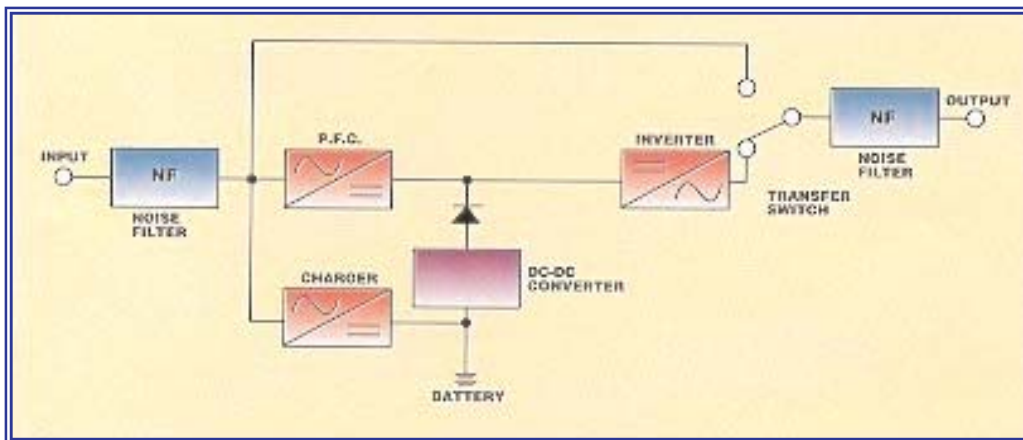 INPUT
NF
NOISE
FILTER
P.F.C.
CHARGER
DC-DC
CONVERTER
BATTERY
INVERTER
TRANSFER
SWITCH
NF
NOISE
FILTER
OUTPUT